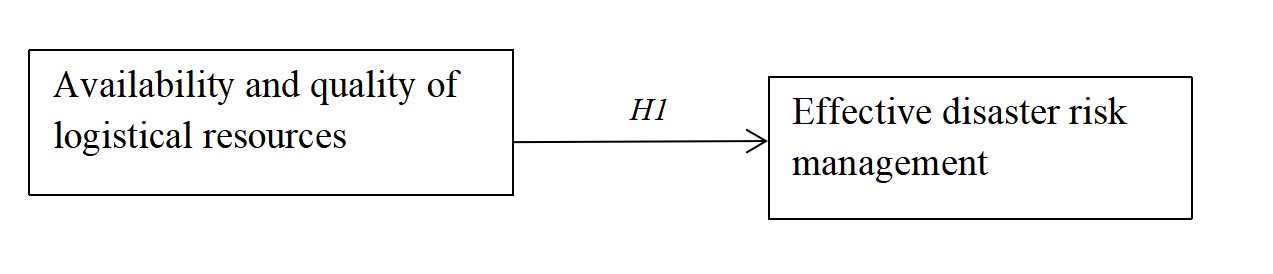 Availability and quality of
logistical resources
H1
Effective disaster risk
management